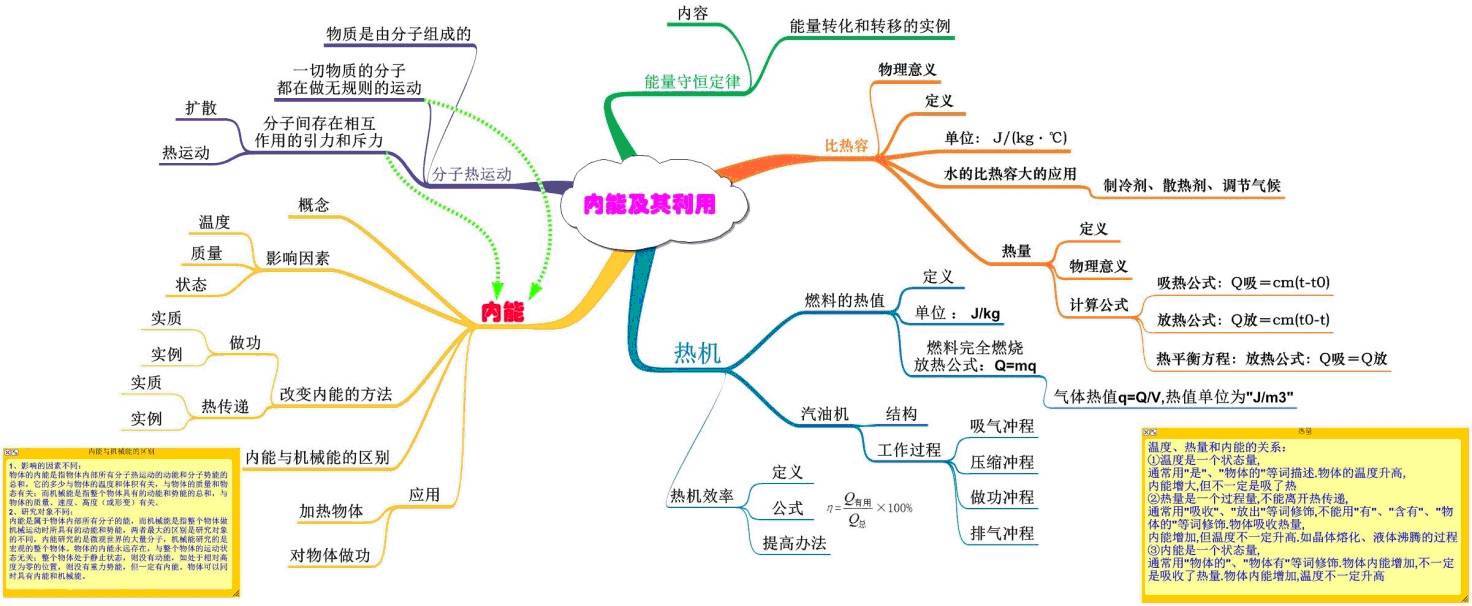 内能及其利用
能量守恒定律
内容
能量转化和转移的实例
比热容
物理意义
定义
单位： J/(kg·℃)
水的比热容大的应用
制冷剂、散热剂、调节气候
热量
定义
物理意义
计算公式
吸热公式：Q吸＝cm(t-t0)
放热公式：Q放＝cm(t0-t)
热平衡方程：放热公式：Q吸＝Q放
热机
燃料的热值
定义
单位 ： J/kg
燃料完全燃烧
放热公式：Q=mq
气体热值q=Q/V,热值单位为"J/m3"
汽油机
结构
工作过程
吸气冲程
压缩冲程
做功冲程
排气冲程
热机效率
定义
公式
η=Q有用/Q总×100%
提高办法
分子热运动
物质是由分子组成的
一切物质的分子
都在做无规则的运动
分子间存在相互
作用的引力和斥力
扩散
热运动
内能
概念
影响因素
温度
质量
状态
改变内能的方法
做功
实质
实例
热传递
实质
实例
内能与机械能的区别
应用
加热物体
对物体做功
内能与机械能的区别
1、影响的因素不同：
物体的内能是指物体内部所有分子热运动的动能和分子势能的
总和，它的多少与物体的温度和体积有关，与物体的质量和物
态有关；而机械能是指整个物体具有的动能和势能的总和，与
物体的质量、速度、高度（或形变）有关。
2、研究对象不同：
内能是属于物体内部所有分子的能，而机械能是指整个物体做
机械运动时所具有的动能和势能。两者最大的区别是研究对象
的不同，内能研究的是微观世界的大量分子，机械能研究的是
宏观的整个物体。物体的内能永远存在，与整个物体的运动状
态无关；整个物体处于静止状态，则没有动能，如处于相对高
度为零的位置，则没有重力势能，但一定有内能。物体可以同
时具有内能和机械能。
热量
温度、热量和内能的关系：
①温度是一个状态量，
通常用"是"、"物体的"等词描述.物体的温度升高，
内能增大,但不一定是吸了热
②热量是一个过程量,不能离开热传递，
通常用"吸收"、"放出"等词修饰,不能用"有"、"含有"、"物
体的"等词修饰.物体吸收热量，
内能增加,但温度不一定升高.如晶体熔化、液体沸腾的过程
③内能是一个状态量，
通常用"物体的"、"物体有"等词修饰.物体内能增加,不一定
是吸收了热量.物体内能增加,温度不一定升高